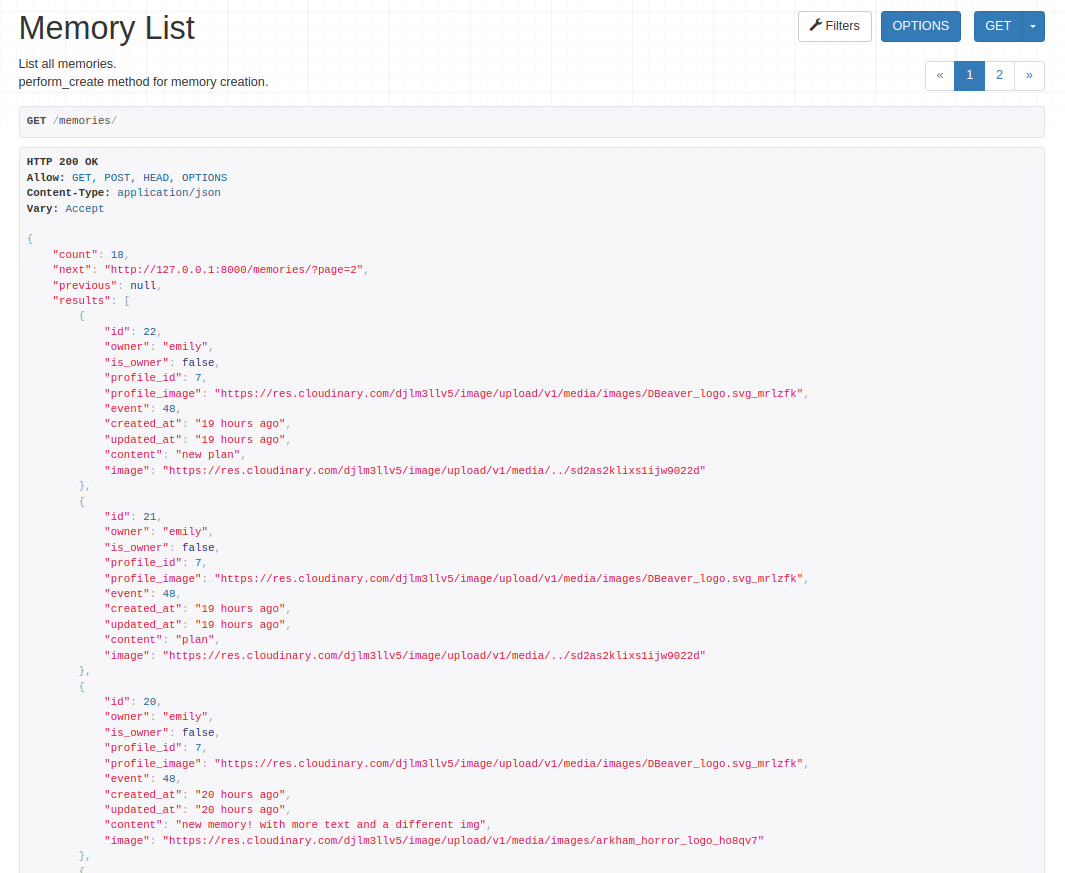 Memory List
Filters OPTIONS GET
List all memories.
perform_create method for memory creation.
« 1 2 »
GET /memories/
HTTP 200 OK
Allow: GET, POST, HEAD, OPTIONS
Content-Type: application/json
Vary: Accept
{
    "count": 18,
    "next": "http://127.0.0.1:8000/memories/?page=2",
    "previous": null,
    "results": [
        {
            "id": 22,
            "owner": "emily",
            "is_owner": false,
            "profile_id": 7,
            "profile_image": "https://res.cloudinary.com/djlm3llv5/image/upload/v1/media/images/DBeaver_logo.svg_mrlzfk",
            "event": 48,
            "created_at": "19 hours ago",
            "updated_at": "19 hours ago",
            "content": "new plan",
            "image": "https://res.cloudinary.com/djlm3llv5/image/upload/v1/media/../sd2as2klixs1ijw9022d"
        },
        {
            "id": 21,
            "owner": "emily",
            "is_owner": false,
            "profile_id": 7,
            "profile_image": "https://res.cloudinary.com/djlm3llv5/image/upload/v1/media/images/DBeaver_logo.svg_mrlzfk",
            "event": 48,
            "created_at": "19 hours ago",
            "updated_at": "19 hours ago",
            "content": "plan",
            "image": "https://res.cloudinary.com/djlm3llv5/image/upload/v1/media/../sd2as2klixs1ijw9022d"
        },
        {
            "id": 20,
            "owner": "emily",
            "is_owner": false,
            "profile_id": 7,
            "profile_image": "https://res.cloudinary.com/djlm3llv5/image/upload/v1/media/images/DBeaver_logo.svg_mrlzfk",
            "event": 48,
            "created_at": "20 hours ago",
            "updated_at": "20 hours ago",
            "content": "new memory! with more text and a different img",
            "image": "https://res.cloudinary.com/djlm3llv5/image/upload/v1/media/images/arkham_horror_logo_ho8qv7"
        },
        {